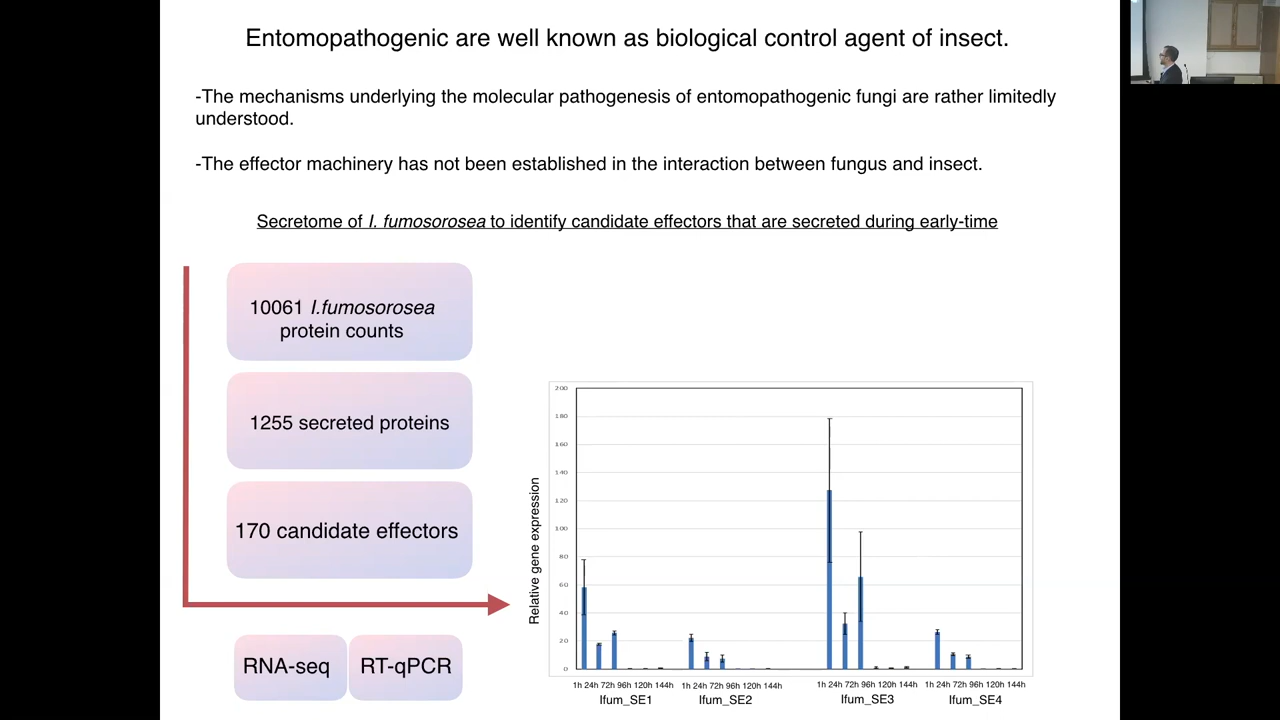 Entomopathogenic are well known as biological control agent of insect.
-The mechanisms underlying the molecular pathogenesis of entomopathogenic fungi are rather limitedly
understood.
-The effector machinery has not been established in the interaction between fungus and insect.
Secretome of I. fumosorosea to identify candidate effectors that are secreted during early-time
10061 I.fumosorosea
protein counts
1255 secreted proteins
170 candidate effectors
RNA-seq
RT-qPCR
Relative gene expression
200
180
160
140
120
100
80
60
40
20
0
1h 24h 72h 96h 120h 144h
1h 24h 72h 96h 120h 144h
1h 24h 72h 96h 120h 144h
1h 24h 72h 96h 120h 144h
Ifum_SE1
Ifum_SE2
Ifum_SE3
Ifum_SE4